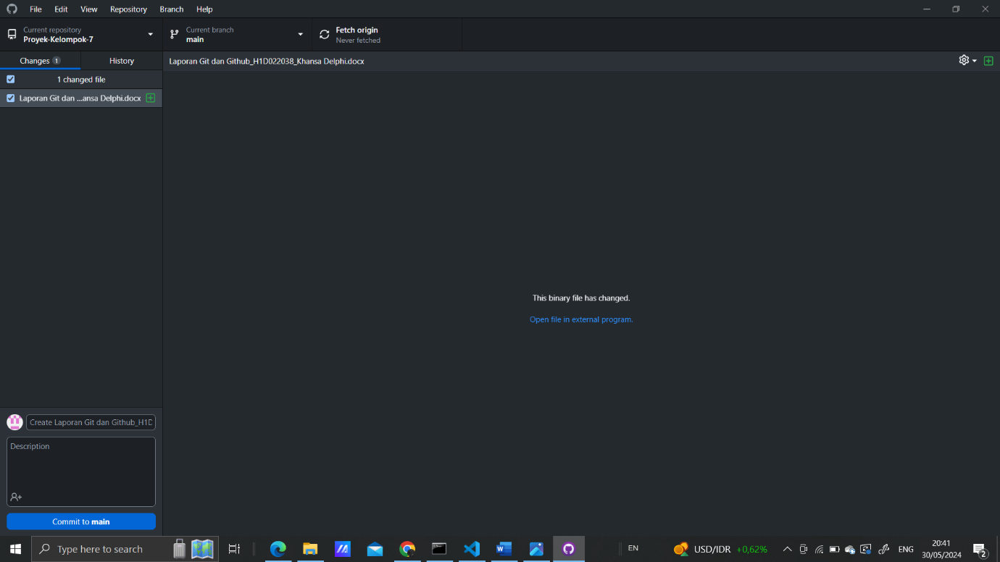 File Edit View Repository Branch Help
Current repository
Proyek-Kelompok-7
Current branch
main
Fetch origin
Never fetched
Changes 1
History
Laporan Git dan Github_H1D022038_Khansa Delphi.docx
1 changed file
Laporan Git dan ...ansa Delphi.docx
This binary file has changed.
Open file in external program.
Create Laporan Git dan Github_H1D
Description
Commit to main
Type here to search
EN
USD/IDR +0,62%
ENG
20:41
30/05/2024
2